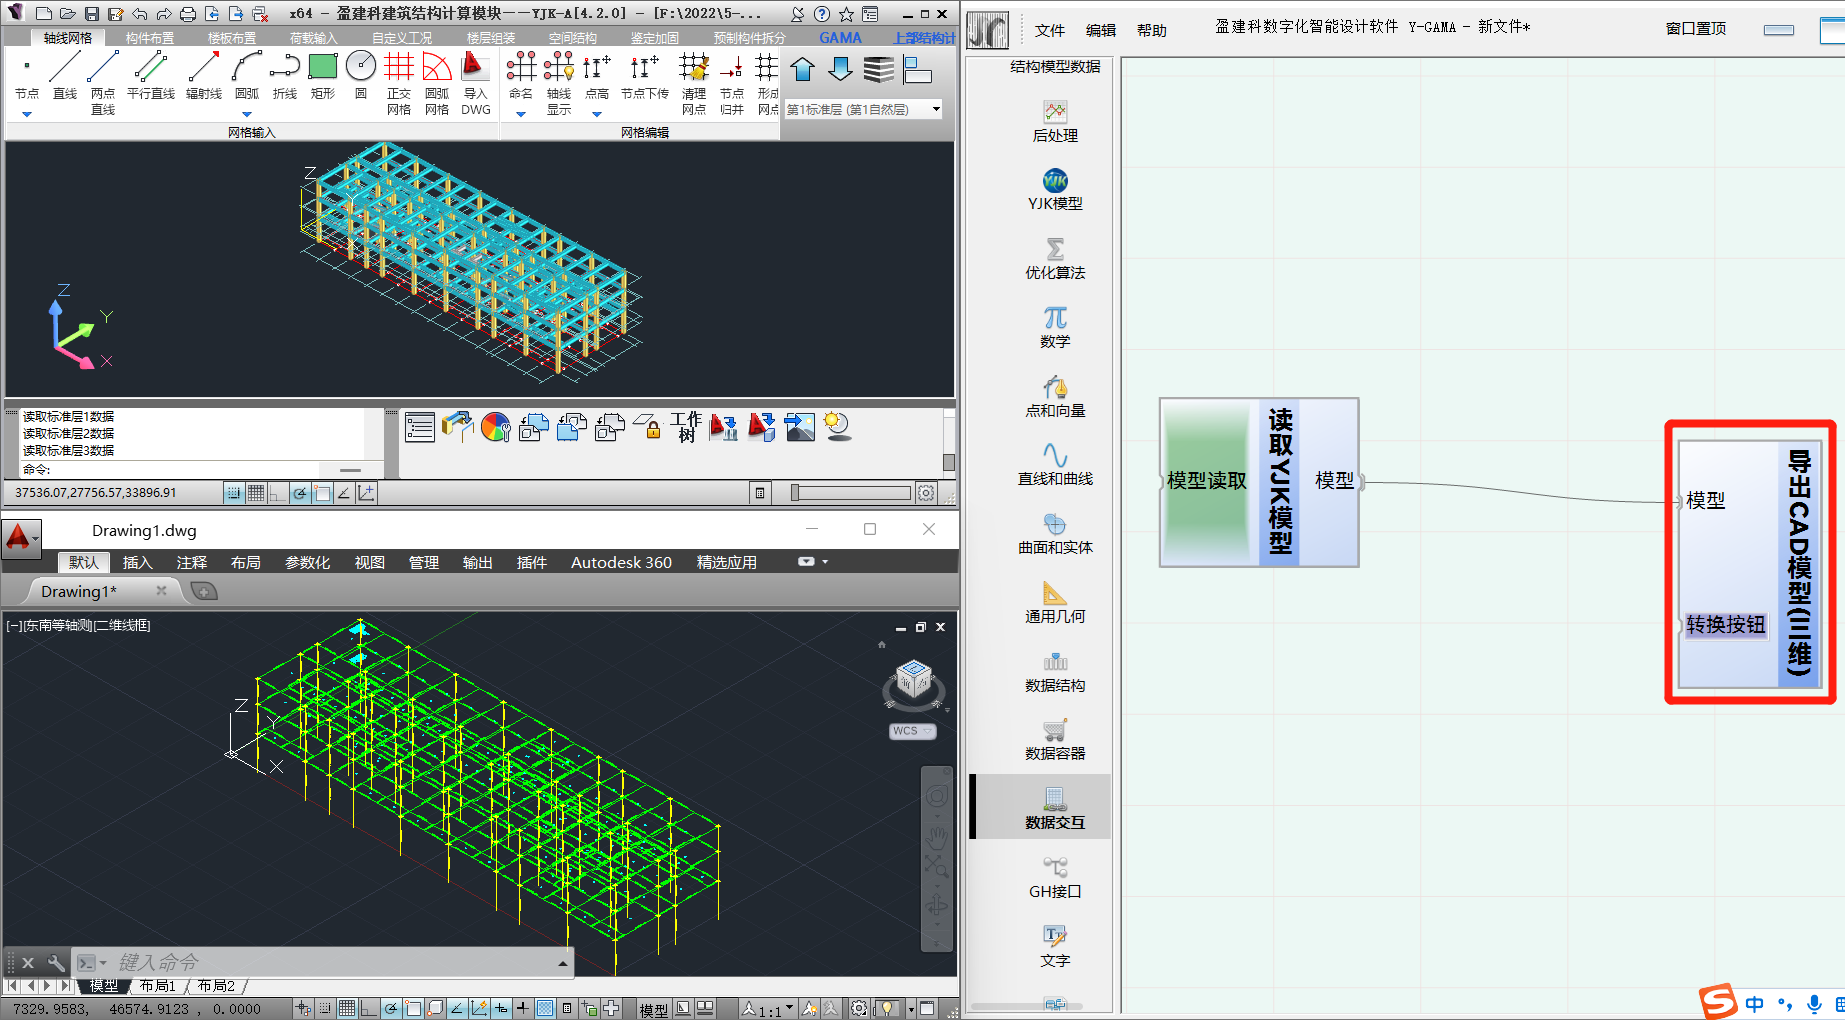 x64 - 盈建科建筑结构计算模块——YJK-A[4.2.0] - [F:\2022\5-...
轴线网格 构件布置 楼板布置 荷载输入 自定义工况 楼层组装 空间结构 鉴定加固 预制构件拆分 GAMA 上部结构计
节点 直线 两点直线 平行直线 辐射线 圆弧 折线 矩形 圆 正交网格 圆弧网格 导入DWG 命名 轴线显示 点高 节点下传 清理网点 节点归并 形成网点
第1标准层 (第1自然层)
网格输入 网格编辑
Z
Z
Y
X
读取标准层1数据
读取标准层2数据
读取标准层3数据
命令:
工作树
37536.07,27756.57,33896.91
Drawing1.dwg
默认 插入 注释 布局 参数化 视图 管理 输出 插件 Autodesk 360 精选应用
Drawing1*
[−][东南等轴测][二维线框]
WCS
Z
Y
X
键入命令
模型 布局1 布局2
7329.9583, 46574.9123 , 0.0000
模型
1:1
文件 编辑 帮助
盈建科数字化智能设计软件 Y-GAMA - 新文件*
窗口置顶
结构模型数据
后处理
YJK
YJK模型
优化算法
数学
点和向量
直线和曲线
曲面和实体
通用几何
数据结构
数据容器
数据交互
GH接口
文字
模型读取
读取YJK模型
模型
模型
转换按钮
导出CAD模型(三维)
中